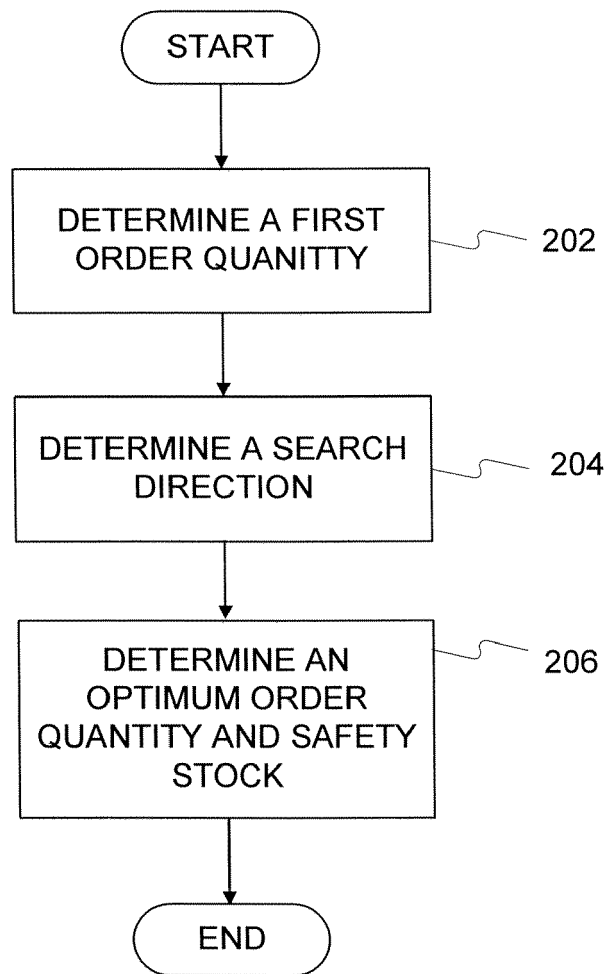 START
DETERMINE A FIRST
ORDER QUANITTY
202
DETERMINE A SEARCH
DIRECTION
204
DETERMINE AN
OPTIMUM ORDER
QUANTITY AND SAFETY
STOCK
206
END